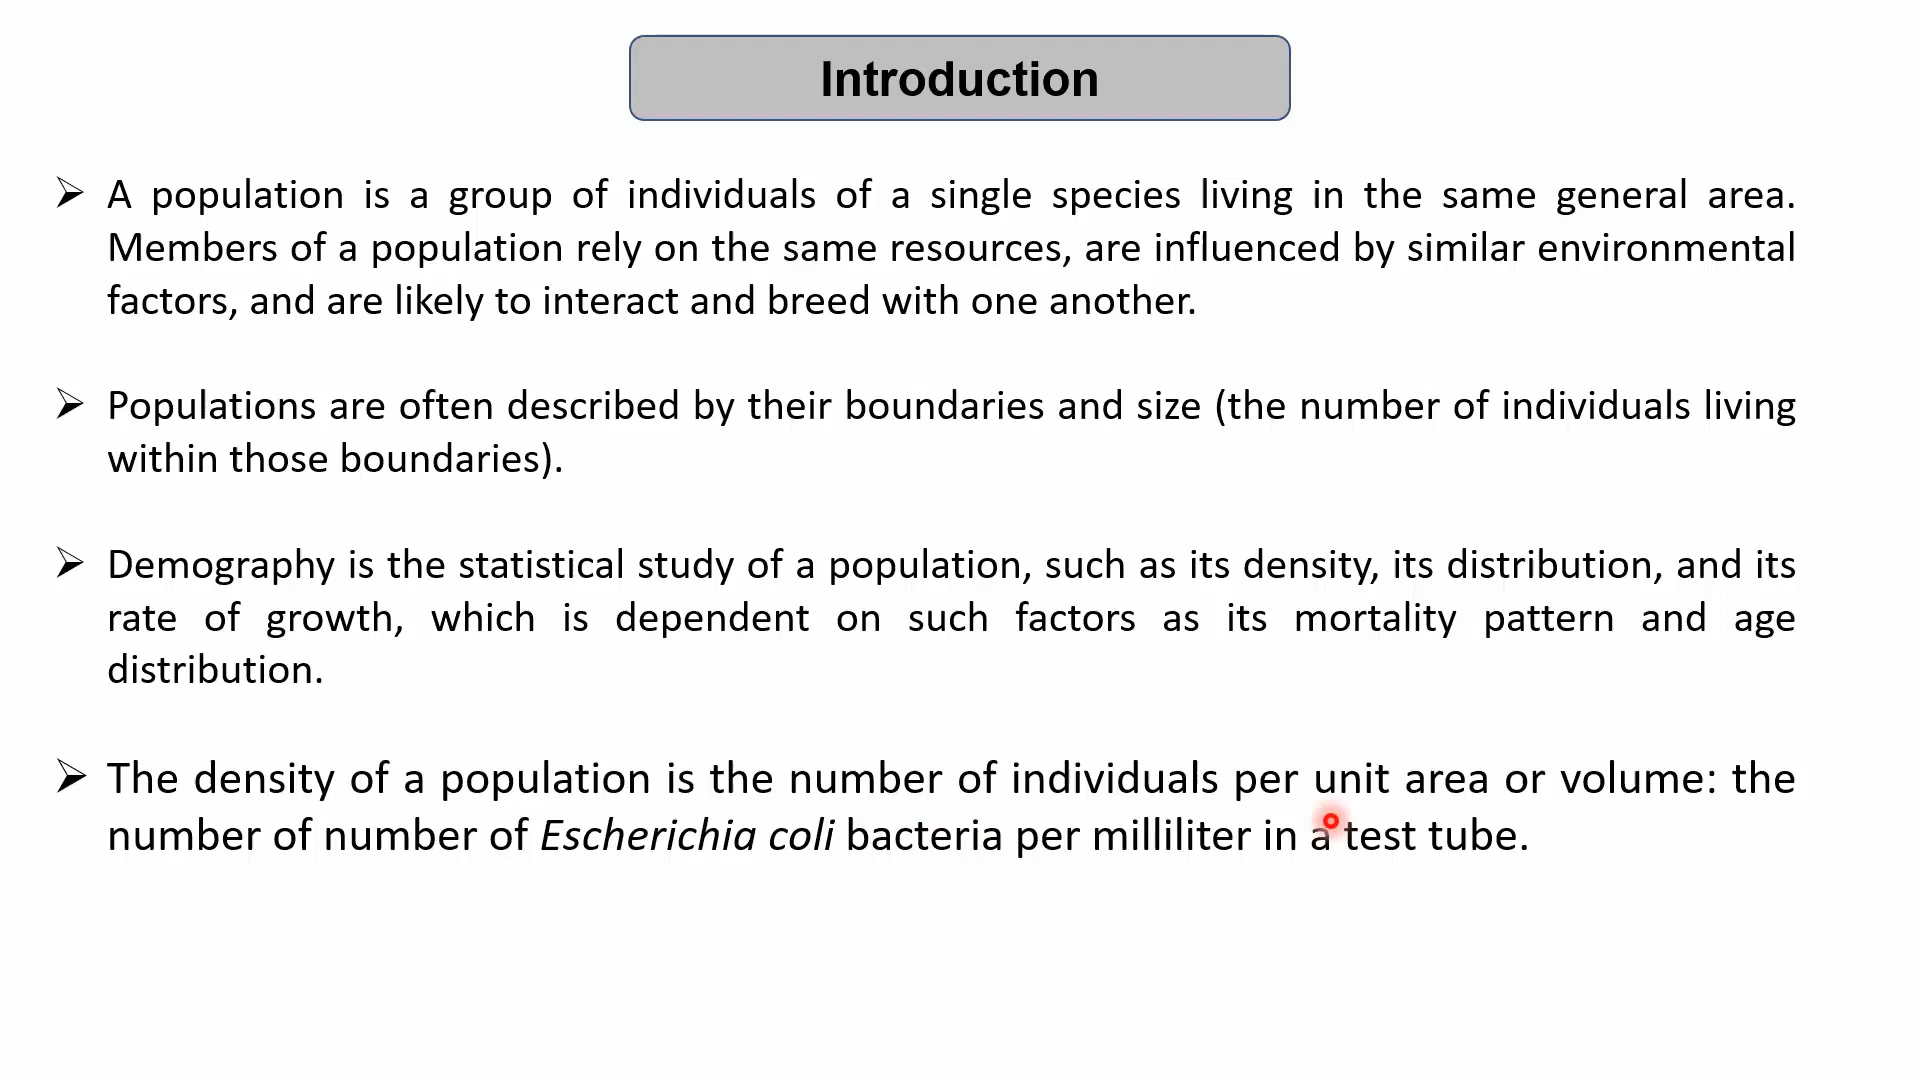 Introduction
➢ A population is a group of individuals of a single species living in the same general area.
Members of a population rely on the same resources, are influenced by similar environmental
factors, and are likely to interact and breed with one another.
➢ Populations are often described by their boundaries and size (the number of individuals living
within those boundaries).
➢ Demography is the statistical study of a population, such as its density, its distribution, and its
rate of growth, which is dependent on such factors as its mortality pattern and age
distribution.
➢ The density of a population is the number of individuals per unit area or volume: the
number of number of Escherichia coli bacteria per milliliter in a test tube.